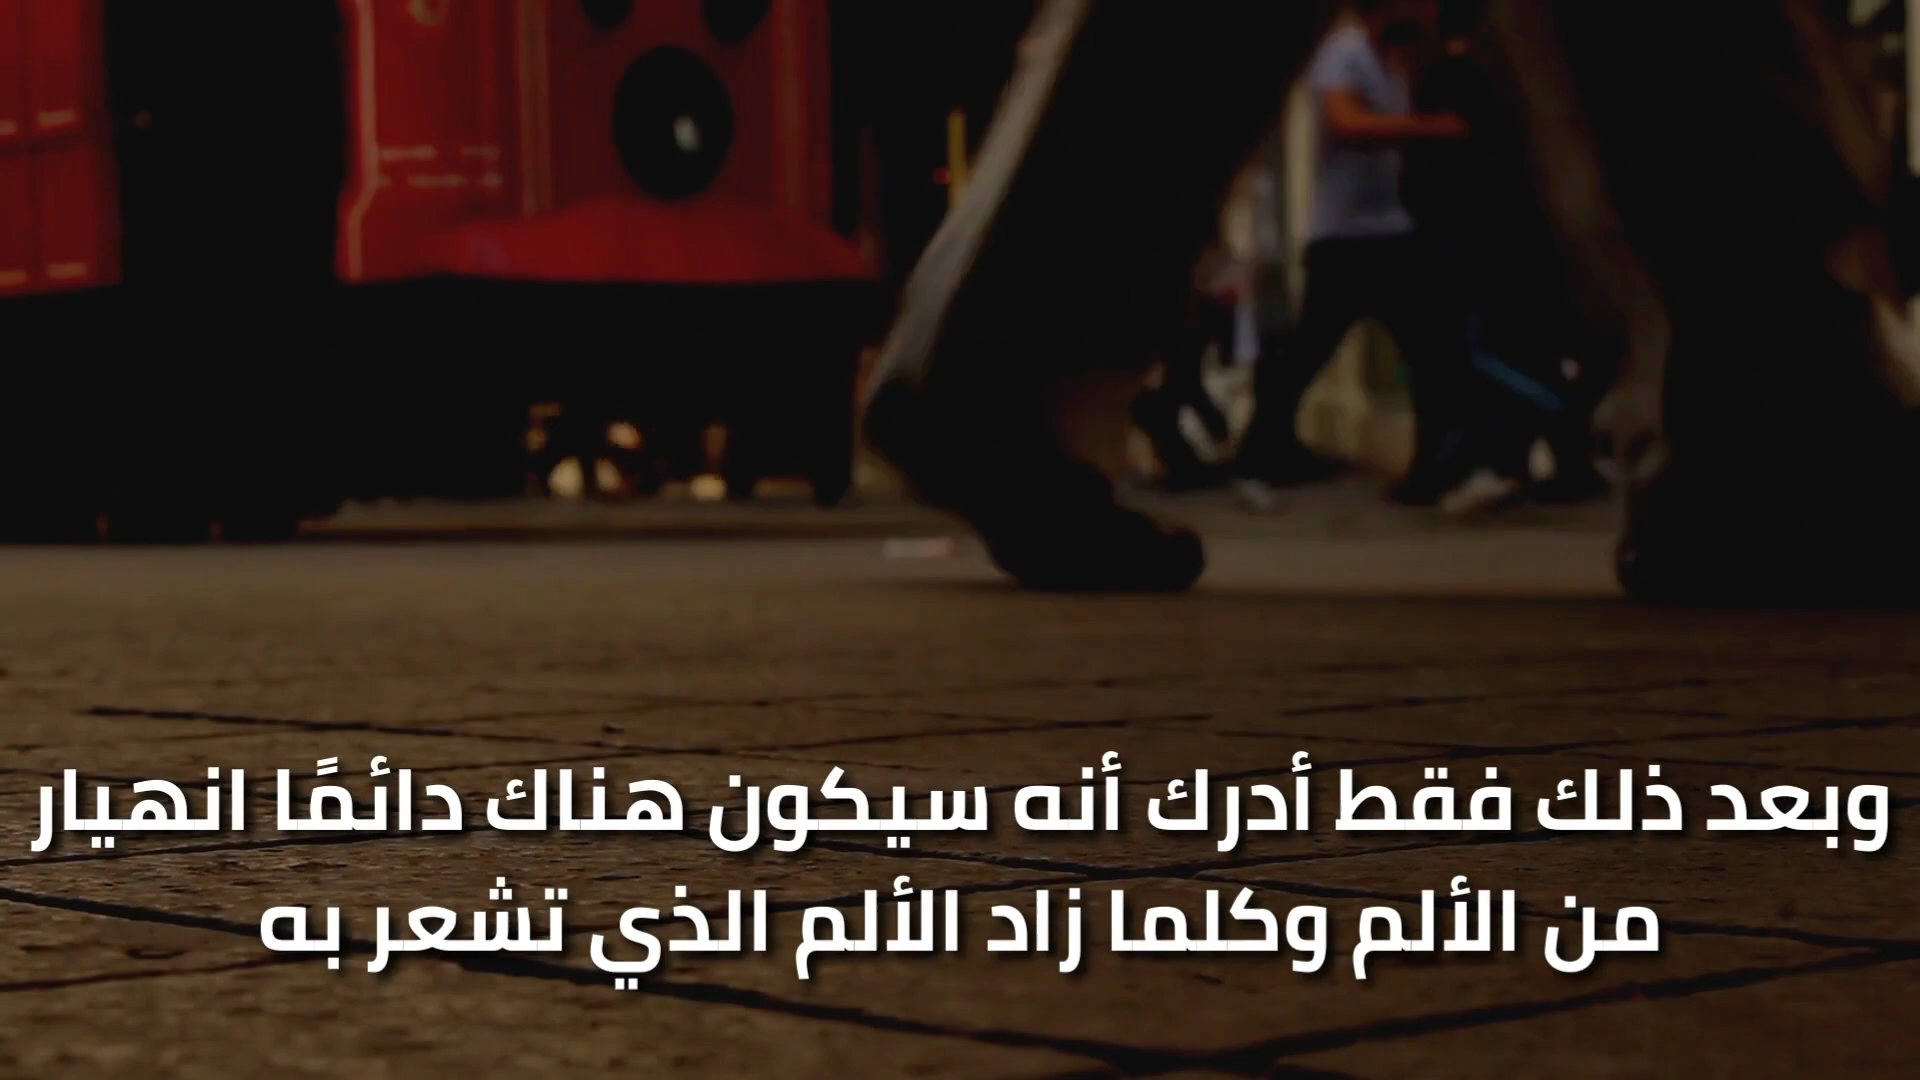 وبعد ذلك فقط أدرك أنه سيكون هناك دائمًا انهيار
من الألم وكلما زاد الألم الذي تشعر به